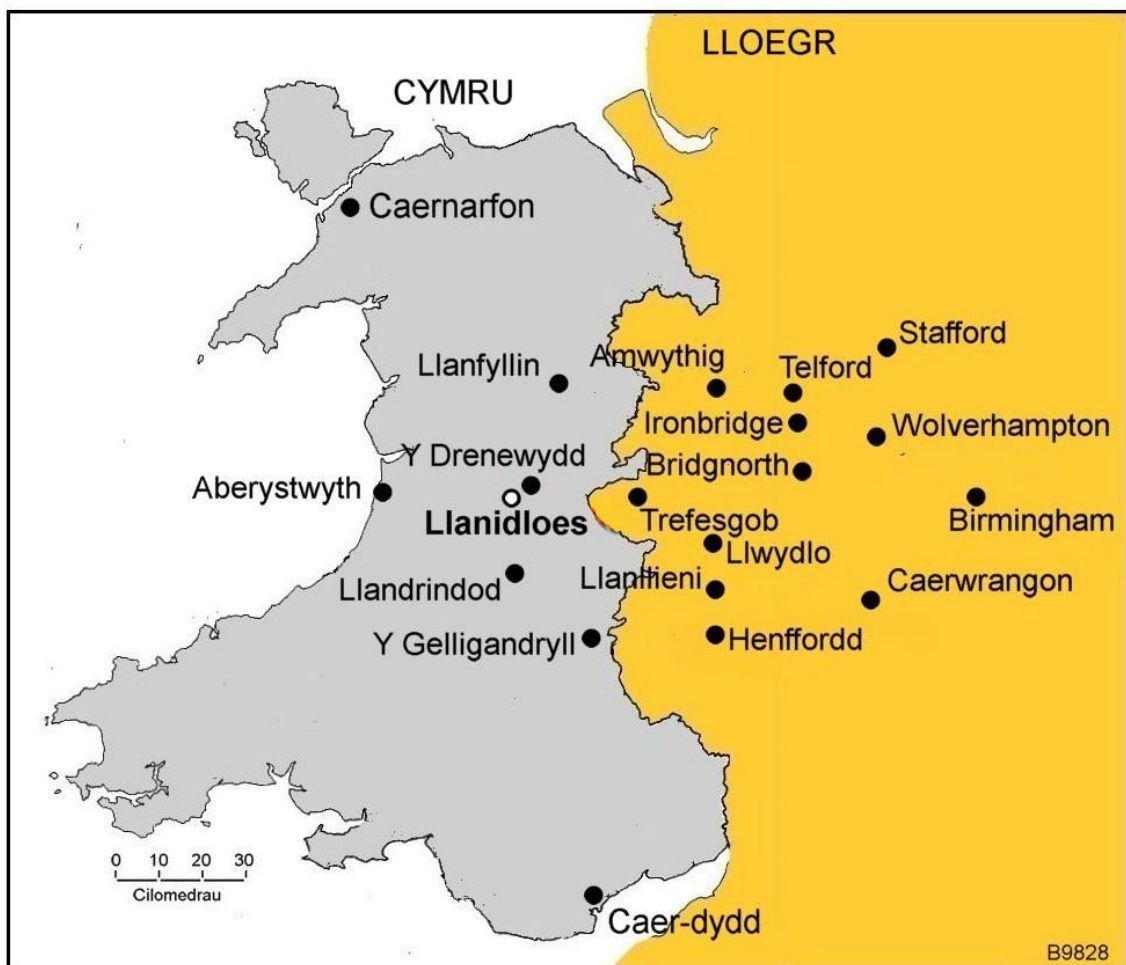 LLOEGR
CYMRU
Caernarfon
Stafford
Amwythig
Llanfyllin
Telford
Ironbridge
Wolverhampton
Y Drenewydd
Bridgnorth
Aberystwyth
Llanidloes
Trefesgob
Birmingham
Llwydlo
Llandrindod
Llanllieni
Caerwrangon
Y Gelligandryll
Henffordd
0 10 20 30
Cilomedrau
Caer-dydd
B9828